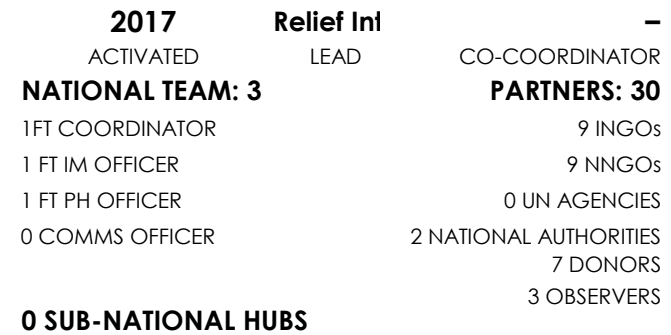 2017 Relief Int –
ACTIVATED LEAD CO-COORDINATOR
NATIONAL TEAM: 3 PARTNERS: 30
1FT COORDINATOR 9 INGOs
1 FT IM OFFICER 9 NNGOs
1 FT PH OFFICER 0 UN AGENCIES
0 COMMS OFFICER 2 NATIONAL AUTHORITIES
7 DONORS
3 OBSERVERS
0 SUB-NATIONAL HUBS